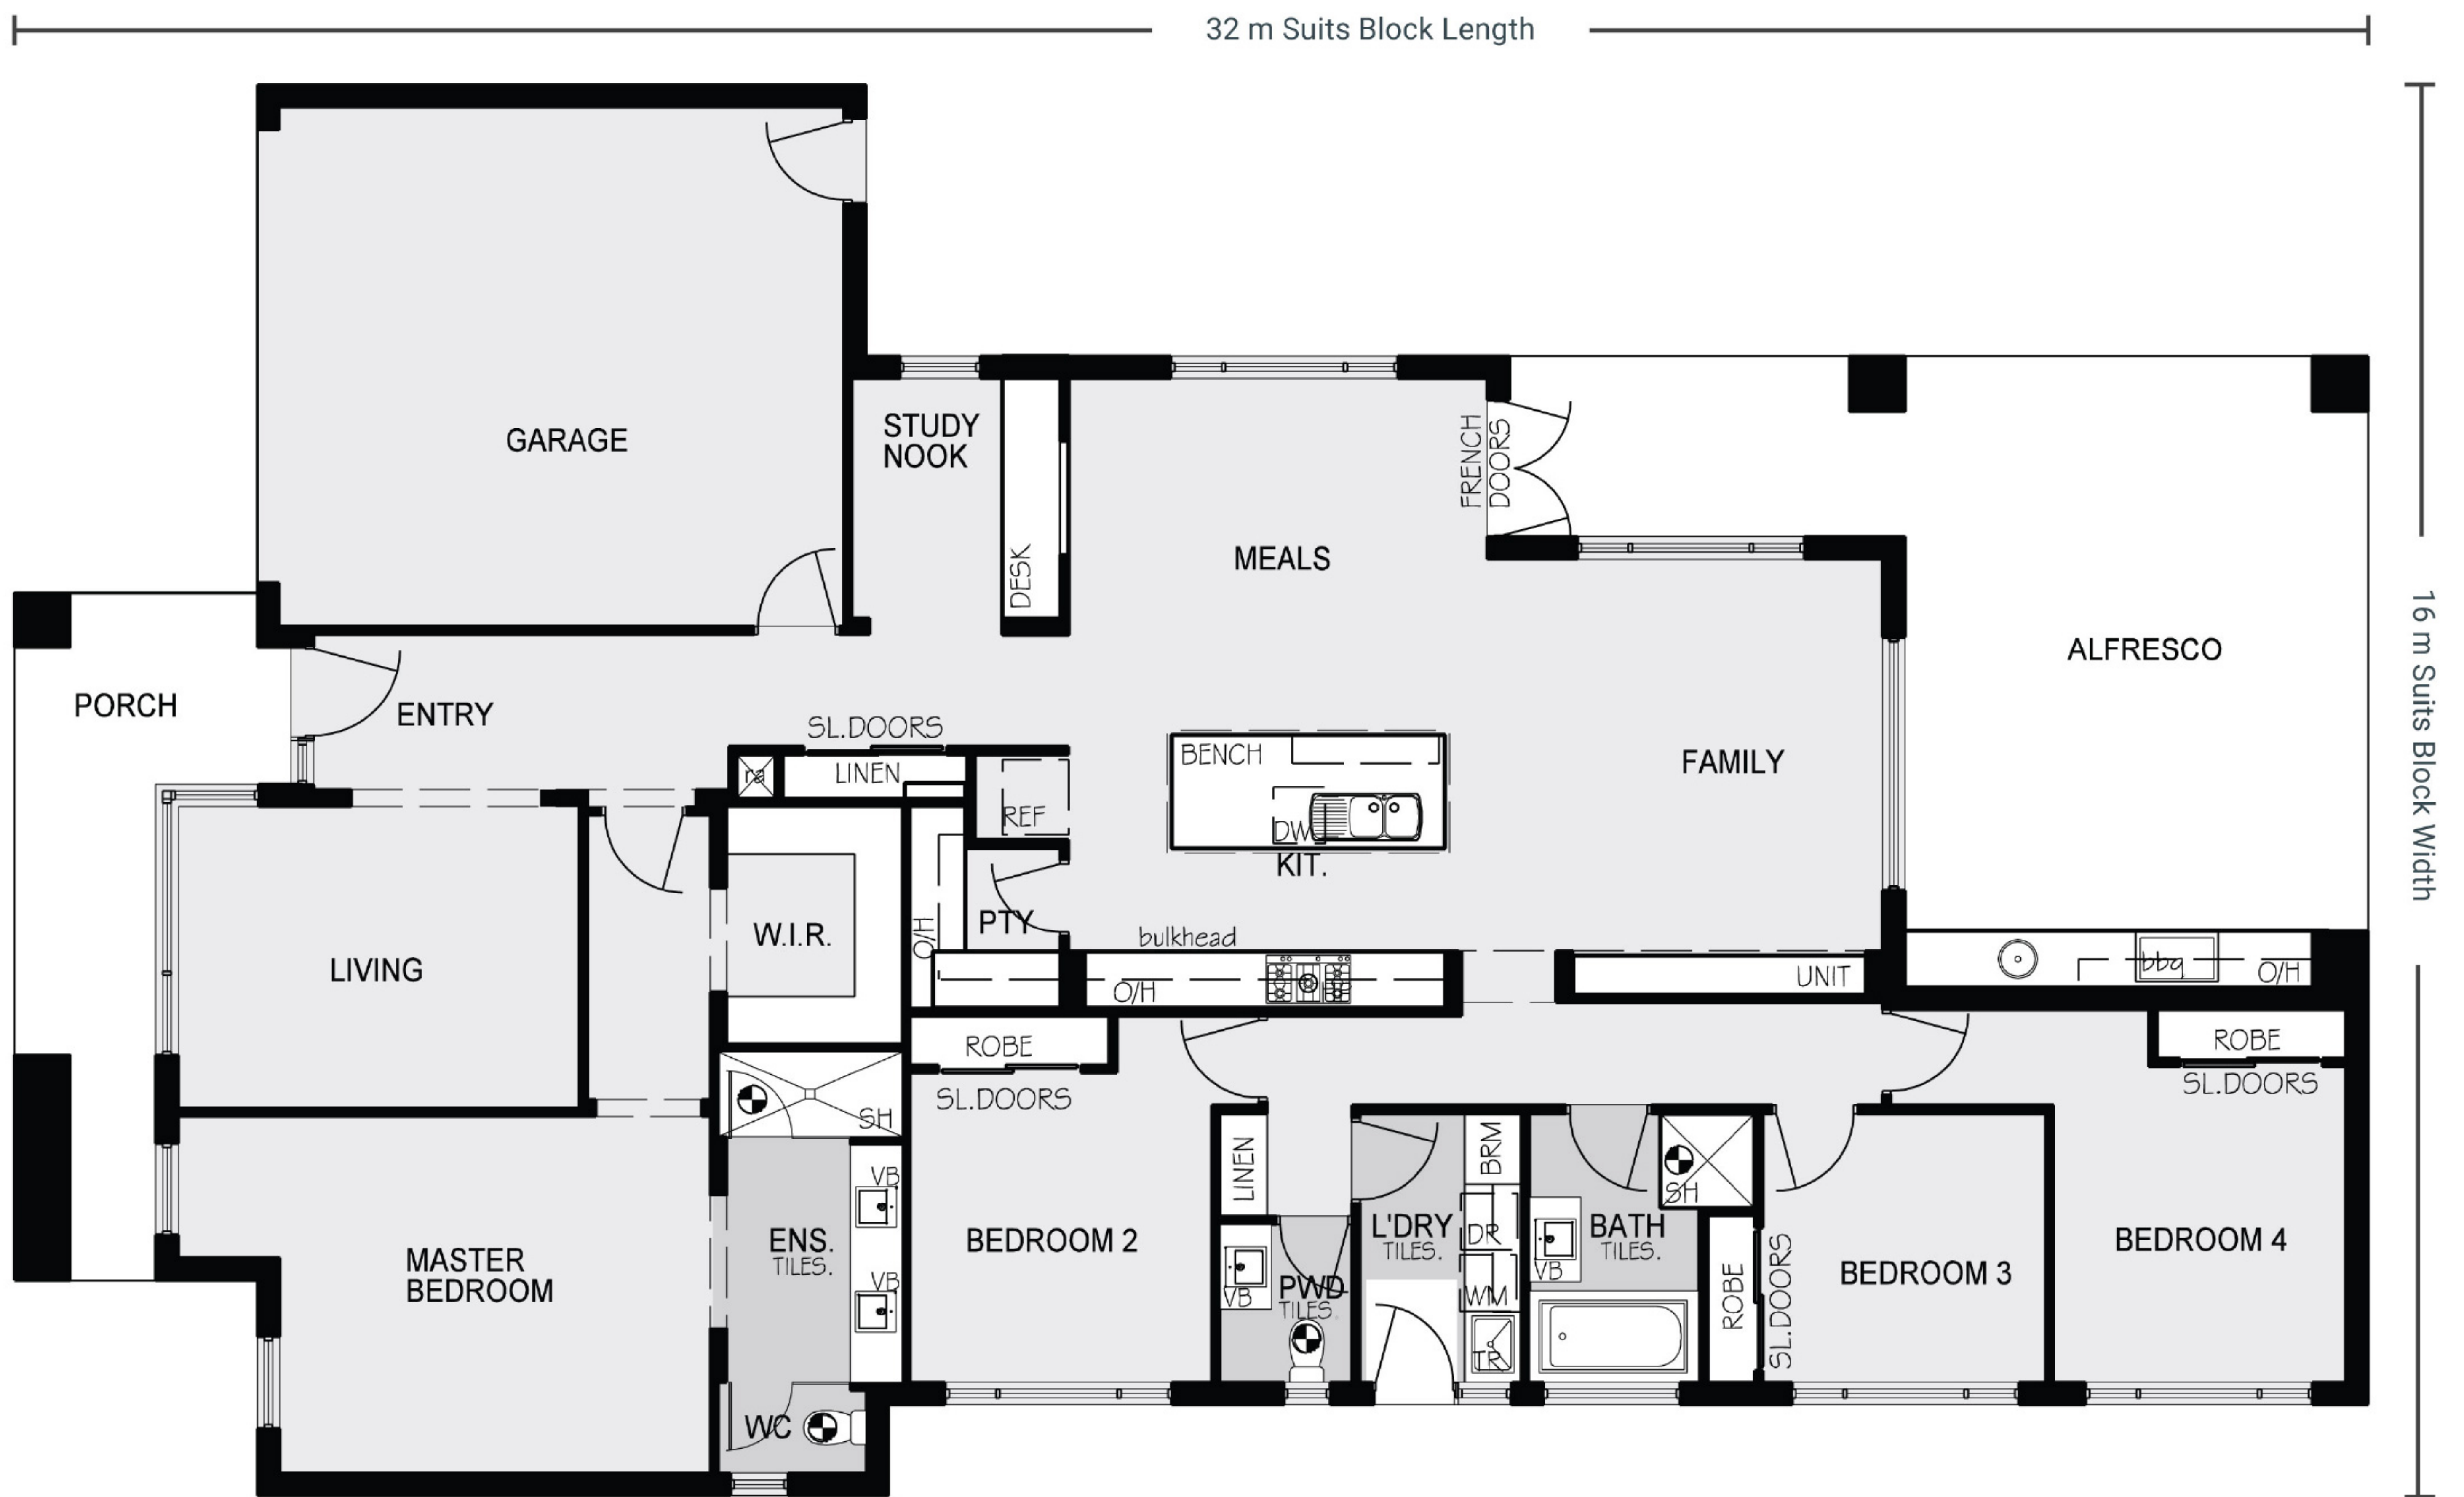 32 m Suits Block Length
16 m Suits Block Width
GARAGE
STUDY
NOOK
DESK
FRENCH
DOORS
MEALS
ALFRESCO
PORCH
ENTRY
SL.DOORS
ra
LINEN
REF
BENCH
DW
KIT.
FAMILY
W.I.R.
O/H
PTY
bulkhead
O/H
UNIT
bbq
O/H
LIVING
ROBE
SL.DOORS
ROBE
SL.DOORS
SH
VB
VB
ENS.
TILES.
MASTER
BEDROOM
WC
BEDROOM 2
LINEN
VB
PWD
TILES.
L'DRY
TILES.
BRM
DR
WM
TR
BATH
TILES.
VB
SH
ROBE
SL.DOORS
BEDROOM 3
BEDROOM 4